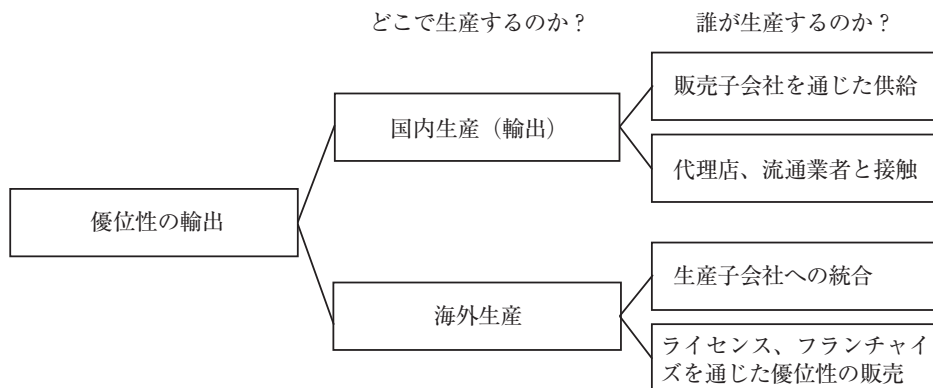 どこで生産するのか？
誰が生産するのか？
販売子会社を通じた供給
国内生産（輸出）
代理店、流通業者と接触
優位性の輸出
生産子会社への統合
海外生産
ライセンス、フランチャイ
ズを通じた優位性の販売